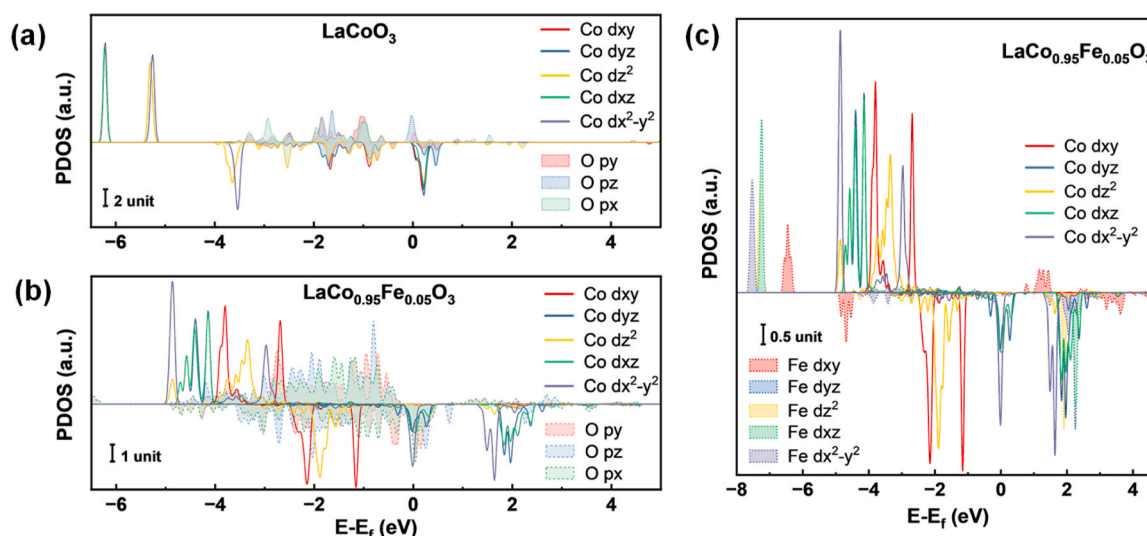 (a)
LaCoO₃
Co dxy
Co dyz
Co dz²
Co dxz
Co dx²-y²
O py
O pz
O px
2 unit
PDOS (a.u.)
−6 −4 −2 0 2 4
(b)
LaCo₀.₉₅Fe₀.₀₅O₃
Co dxy
Co dyz
Co dz²
Co dxz
Co dx²-y²
O py
O pz
O px
1 unit
PDOS (a.u.)
−6 −4 −2 0 2 4
E-Ef (eV)
(c)
LaCo₀.₉₅Fe₀.₀₅O₃
Co dxy
Co dyz
Co dz²
Co dxz
Co dx²-y²
0.5 unit
Fe dxy
Fe dyz
Fe dz²
Fe dxz
Fe dx²-y²
PDOS (a.u.)
−8 −6 −4 −2 0 2 4
E-Ef (eV)